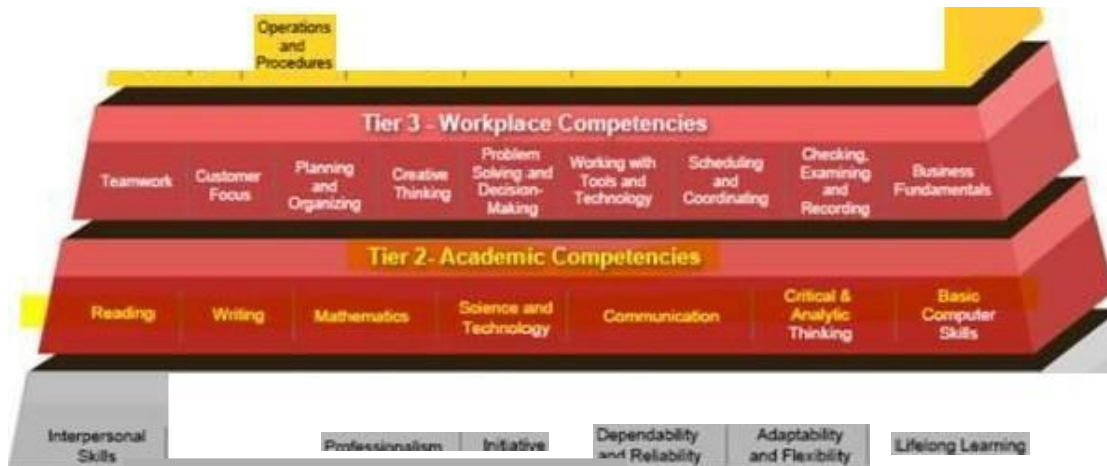 Operations
and
Procedures
Tier 3 - Workplace Competencies
Teamwork
Customer
Focus
Planning
and
Organizing
Creative
Thinking
Problem
Solving and
Decision-
Making
Working with
Tools and
Technology
Scheduling
and
Coordinating
Checking,
Examining
and
Recording
Business
Fundamentals
Tier 2- Academic Competencies
Reading
Writing
Mathematics
Science and
Technology
Communication
Critical &
Analytic
Thinking
Basic
Computer
Skills
Interpersonal
Skills
Professionalism
Initiative
Dependability
and Reliability
Adaptability
and Flexibility
Lifelong Learning